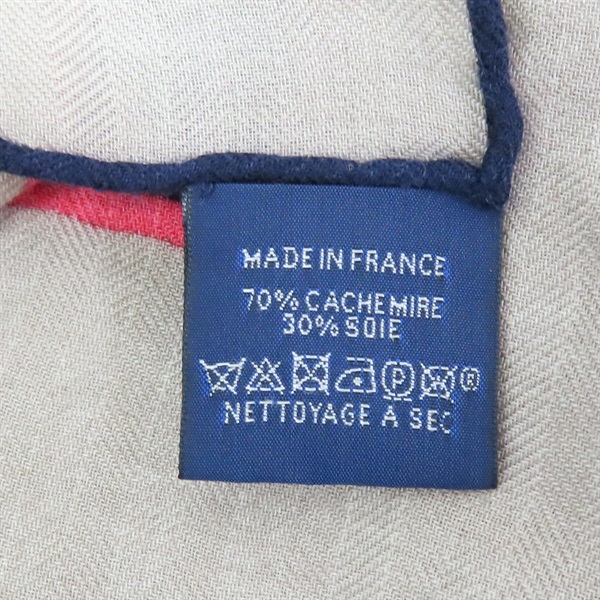 MADE IN FRANCE
70% CACHEMIRE
30% SOIE
P ®
NETTOYAGE A SEC